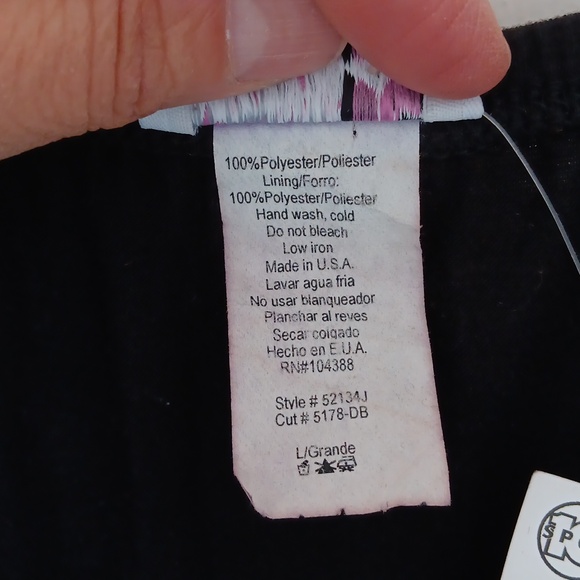 100%Polyester/Poliester
Lining/Forro:
100%Polyester/Poliester
Hand wash, cold
Do not bleach
Low iron
Made in U.S.A.
Lavar agua fria
No usar blanqueador
Planchar al reves
Secar colgado
Hecho en E.U.A.
RN#104388
Style # 52134J
Cut # 5178-DB
L/Grande